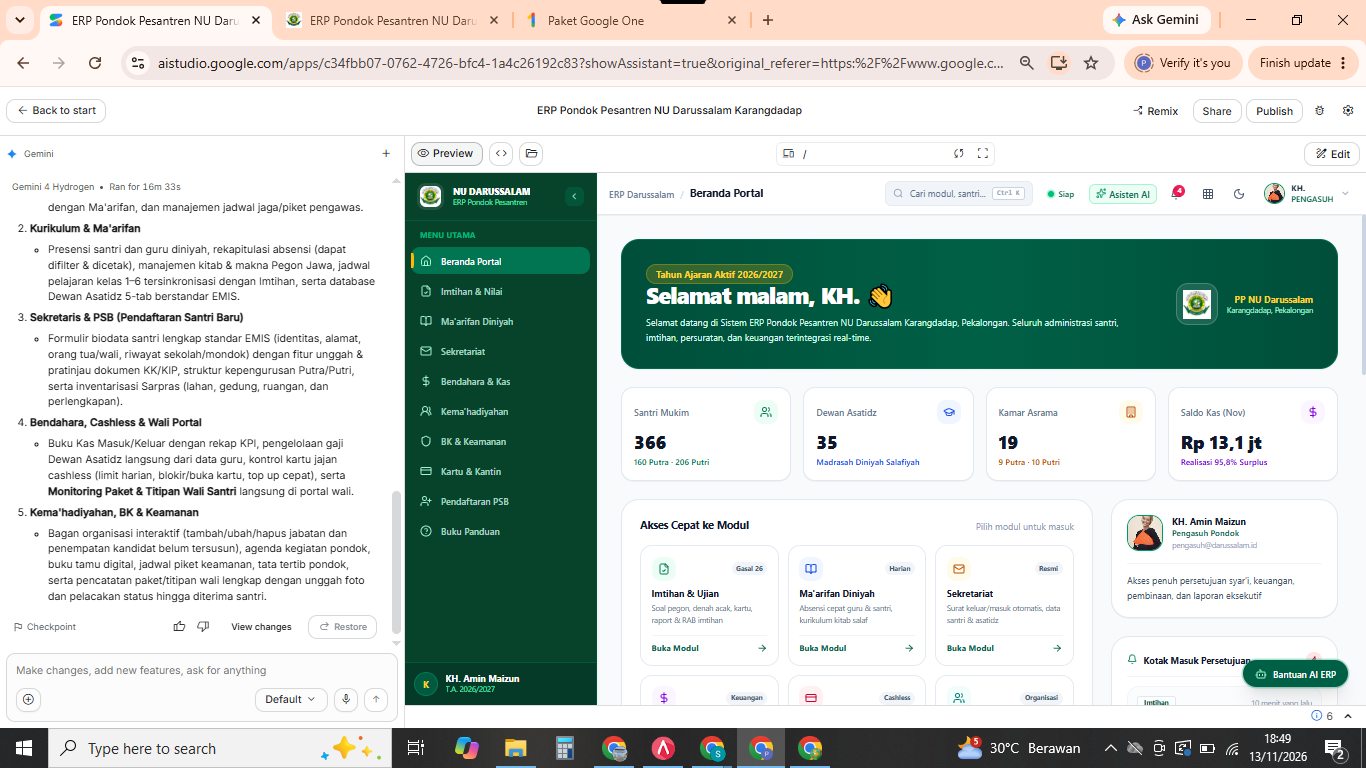 ERP Pondok Pesantren NU Daru
ERP Pondok Pesantren NU Daru
Paket Google One
Ask Gemini
aistudio.google.com/apps/c34fbb07-0762-4726-bfc4-1a4c26192c83?showAssistant=true&original_referer=https:%2F%2Fwww.google.c...
Verify it's you
Finish update
Back to start
ERP Pondok Pesantren NU Darussalam Karangdadap
Remix
Share
Publish
Gemini
Preview
/
Edit
Gemini 4 Hydrogen • Ran for 16m 33s
dengan Ma'arifan, dan manajemen jadwal jaga/piket pengawas.
2. Kurikulum & Ma'arifan
Presensi santri dan guru diniyah, rekapitulasi absensi (dapat
difilter & dicetak), manajemen kitab & makna Pegon Jawa, jadwal
pelajaran kelas 1–6 tersinkronisasi dengan Imtihan, serta database
Dewan Asatidz 5-tab berstandar EMIS.
3. Sekretaris & PSB (Pendaftaran Santri Baru)
Formulir biodata santri lengkap standar EMIS (identitas, alamat,
orang tua/wali, riwayat sekolah/mondok) dengan fitur unggah &
pratinjau dokumen KK/KIP, struktur kepengurusan Putra/Putri,
serta inventarisasi Sarpras (lahan, gedung, ruangan, dan
perlengkapan).
4. Bendahara, Cashless & Wali Portal
Buku Kas Masuk/Keluar dengan rekap KPI, pengelolaan gaji
Dewan Asatidz langsung dari data guru, kontrol kartu jajan
cashless (limit harian, blokir/buka kartu, top up cepat), serta
Monitoring Paket & Titipan Wali Santri langsung di portal wali.
5. Kema'hadiyahan, BK & Keamanan
Bagan organisasi interaktif (tambah/ubah/hapus jabatan dan
penempatan kandidat belum tersusun), agenda kegiatan pondok,
buku tamu digital, jadwal piket keamanan, tata tertib pondok,
serta pencatatan paket/titipan wali lengkap dengan unggah foto
dan pelacakan status hingga diterima santri.
Checkpoint
View changes
Restore
Make changes, add new features, ask for anything
Default
NU DARUSSALAM
ERP Pondok Pesantren
MENU UTAMA
Beranda Portal
Imtihan & Nilai
Ma'arifan Diniyah
Sekretariat
Bendahara & Kas
Kema'hadiyahan
BK & Keamanan
Kartu & Kantin
Pendaftaran PSB
Buku Panduan
K
KH. Amin Maizun
T.A. 2026/2027
ERP Darussalam / Beranda Portal
Cari modul, santri... Ctrl K
Siap
Asisten AI
4
KH.
PENGASUH
Tahun Ajaran Aktif 2026/2027
Selamat malam, KH. 👋
Selamat datang di Sistem ERP Pondok Pesantren NU Darussalam Karangdadap, Pekalongan. Seluruh administrasi santri,
imtihan, persuratan, dan keuangan terintegrasi real-time.
PP NU Darussalam
Karangdadap, Pekalongan
Santri Mukim
366
160 Putra · 206 Putri
Dewan Asatidz
35
Madrasah Diniyah Salafiyah
Kamar Asrama
19
9 Putra · 10 Putri
Saldo Kas (Nov)
Rp 13,1 jt
Realisasi 95,8% Surplus
Akses Cepat ke Modul
Pilih modul untuk masuk
Gasal 26
Imtihan & Ujian
Soal pegon, denah acak, kartu,
raport & RAB imtihan
Buka Modul
Harian
Ma'arifan Diniyah
Absensi cepat guru & santri,
kurikulum kitab salaf
Buka Modul
Resmi
Sekretariat
Surat keluar/masuk otomatis, data
santri & asatidz
Buka Modul
Keuangan
Cashless
Organisasi
KH. Amin Maizun
Pengasuh Pondok
pengasuh@darussalam.id
Akses penuh persetujuan syar'i, keuangan,
pembinaan, dan laporan eksekutif
Kotak Masuk Persetujuan
Imtihan
10 menit yang lalu
Bantuan AI ERP
6
Type here to search
30°C Berawan
18:49
13/11/2026
2